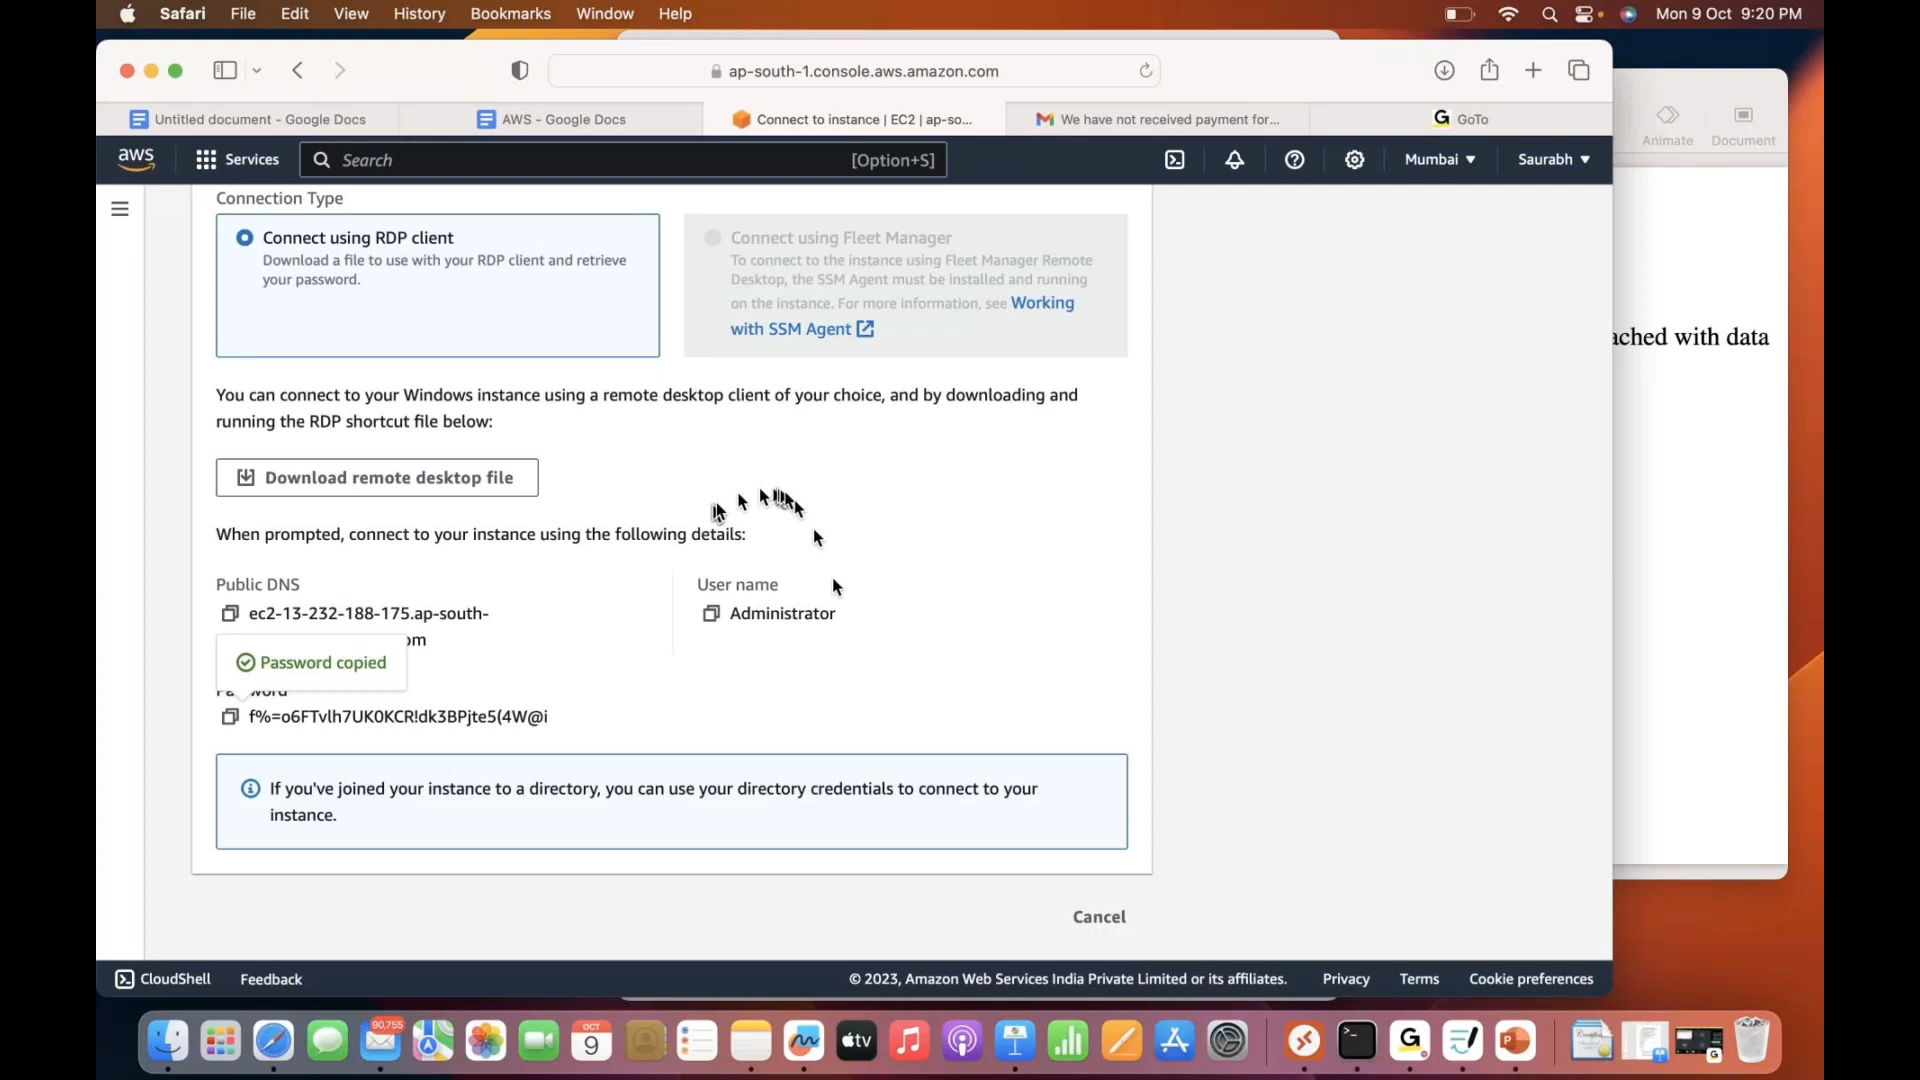 Safari File Edit View History Bookmarks Window Help Mon 9 Oct 9:20 PM
ap-south-1.console.aws.amazon.com
Untitled document - Google Docs
AWS - Google Docs
Connect to instance | EC2 | ap-so...
We have not received payment for...
GoTo
Animate
Document
aws
Services
Search
[Option+S]
Mumbai
Saurabh
Connection Type
Connect using RDP client
Download a file to use with your RDP client and retrieve
your password.
Connect using Fleet Manager
To connect to the instance using Fleet Manager Remote
Desktop, the SSM Agent must be installed and running
on the instance. For more information, see Working
with SSM Agent
ached with data
You can connect to your Windows instance using a remote desktop client of your choice, and by downloading and
running the RDP shortcut file below:
Download remote desktop file
When prompted, connect to your instance using the following details:
Public DNS
ec2-13-232-188-175.ap-south-
om
User name
Administrator
Password copied
Password
f%=o6FTvlh7UK0KCR!dk3BPjte5(4W@i
If you've joined your instance to a directory, you can use your directory credentials to connect to your
instance.
Cancel
CloudShell
Feedback
© 2023, Amazon Web Services India Private Limited or its affiliates.
Privacy
Terms
Cookie preferences
90,755
OCT
9
tv